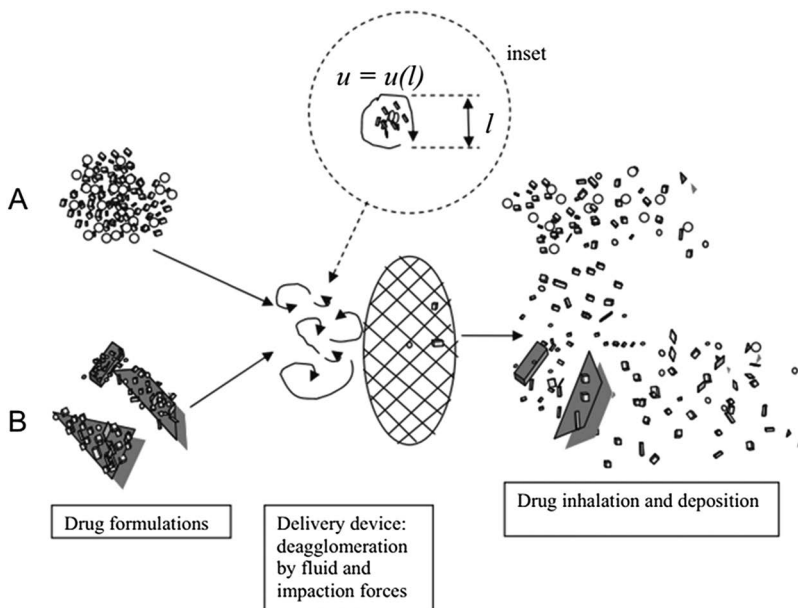 inset
u = u(l)
l
A
B
Drug formulations
Delivery device:
deagglomeration
by fluid and
impaction forces
Drug inhalation and deposition